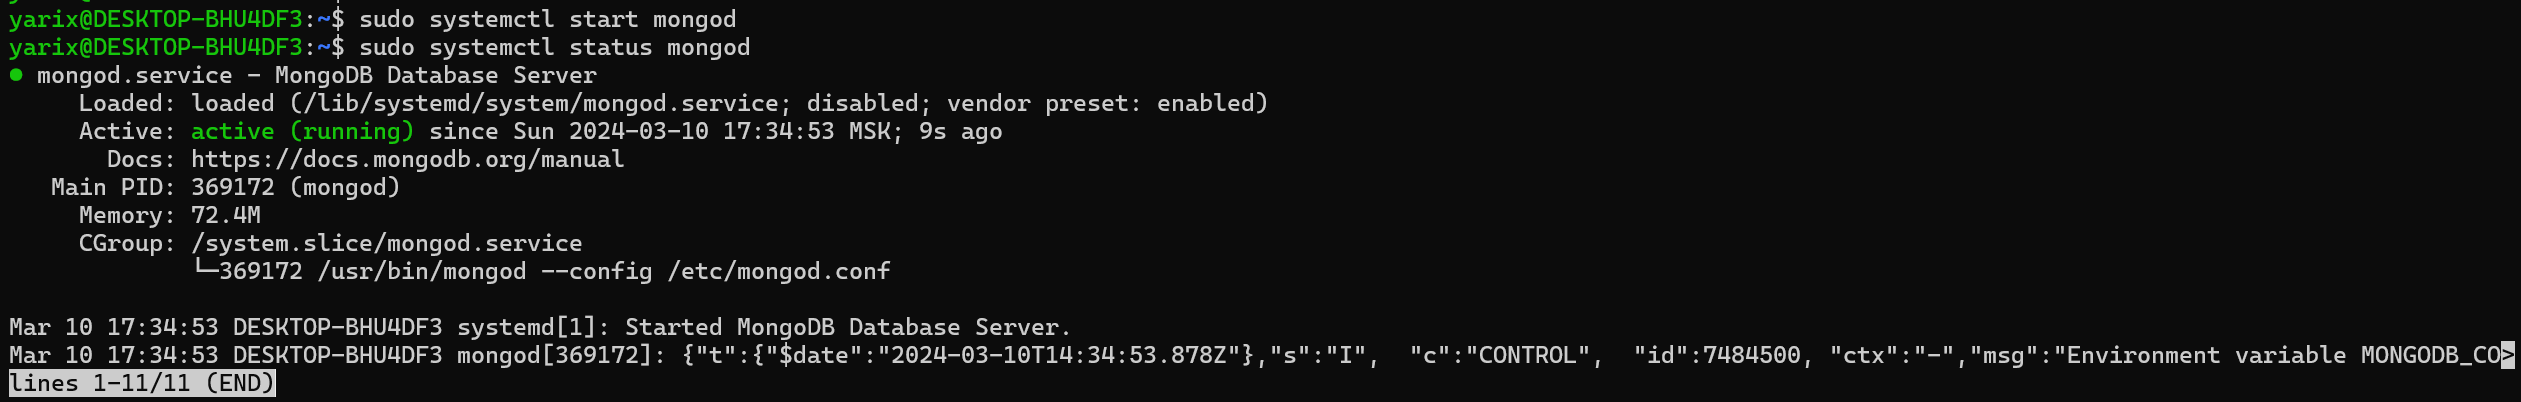 yarix@DESKTOP-BHU4DF3:~$ sudo systemctl start mongod
yarix@DESKTOP-BHU4DF3:~$ sudo systemctl status mongod
● mongod.service - MongoDB Database Server
     Loaded: loaded (/lib/systemd/system/mongod.service; disabled; vendor preset: enabled)
     Active: active (running) since Sun 2024-03-10 17:34:53 MSK; 9s ago
       Docs: https://docs.mongodb.org/manual
   Main PID: 369172 (mongod)
     Memory: 72.4M
     CGroup: /system.slice/mongod.service
             └─369172 /usr/bin/mongod --config /etc/mongod.conf
Mar 10 17:34:53 DESKTOP-BHU4DF3 systemd[1]: Started MongoDB Database Server.
Mar 10 17:34:53 DESKTOP-BHU4DF3 mongod[369172]: {"t":{"$date":"2024-03-10T14:34:53.878Z"},"s":"I",  "c":"CONTROL",  "id":7484500, "ctx":"-","msg":"Environment variable MONGODB_CO>
lines 1-11/11 (END)